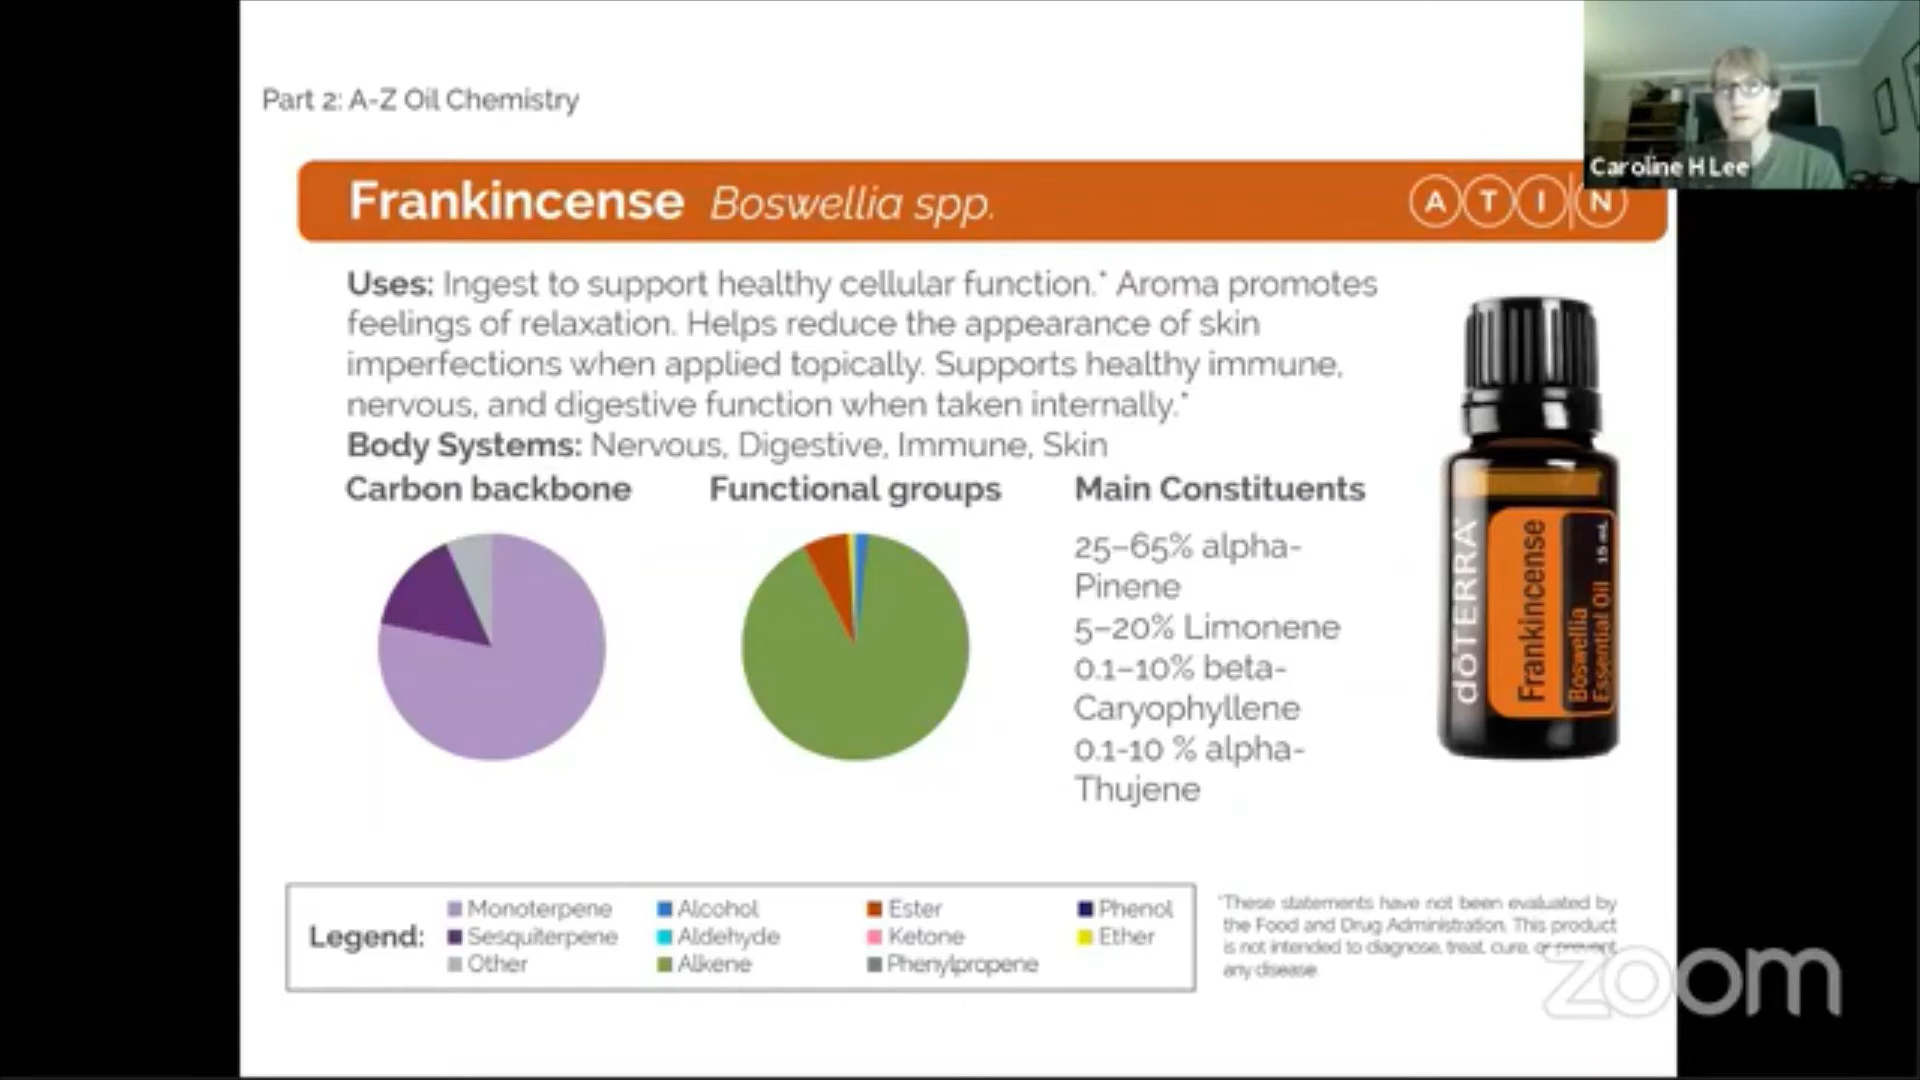 Part 2: A-Z Oil Chemistry
Caroline H Lee
Frankincense Boswellia spp.
A T I N
Uses: Ingest to support healthy cellular function.* Aroma promotes
feelings of relaxation. Helps reduce the appearance of skin
imperfections when applied topically. Supports healthy immune,
nervous, and digestive function when taken internally.*
Body Systems: Nervous, Digestive, Immune, Skin
Carbon backbone
Functional groups
Main Constituents
25–65% alpha-
Pinene
5–20% Limonene
0.1–10% beta-
Caryophyllene
0.1-10 % alpha-
Thujene
dōTERRA
Frankincense
Boswellia
Essential Oil 15 mL
Legend:
Monoterpene
Sesquiterpene
Other
Alcohol
Aldehyde
Alkene
Ester
Ketone
Phenylpropene
Phenol
Ether
*These statements have not been evaluated by
the Food and Drug Administration. This product
is not intended to diagnose, treat, cure, or prevent
any disease.
zoom